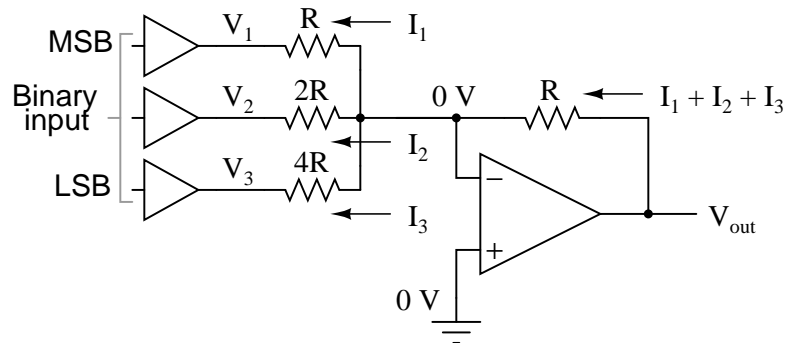 MSB
V1
R
I1
Binary
input
V2
2R
I2
0 V
R
I1 + I2 + I3
LSB
V3
4R
I3
−
+
Vout
0 V